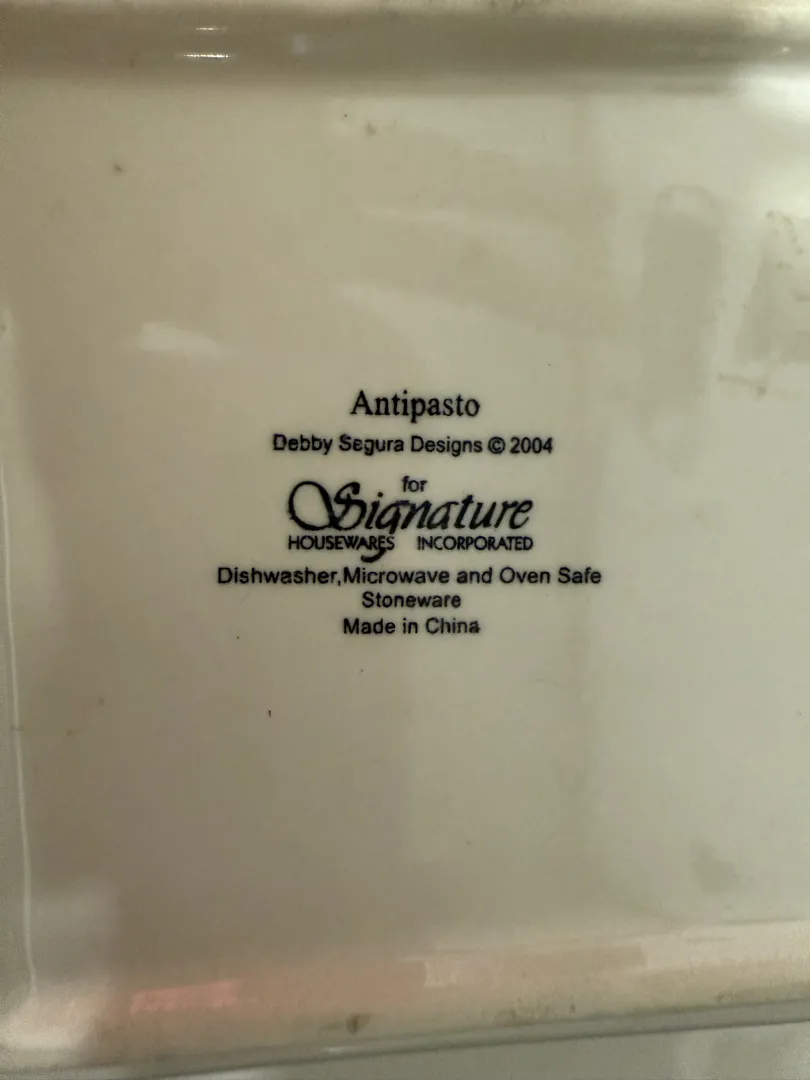 Antipasto
Debby Segura Designs © 2004
for
Signature
HOUSEWARES INCORPORATED
Dishwasher,Microwave and Oven Safe
Stoneware
Made in China